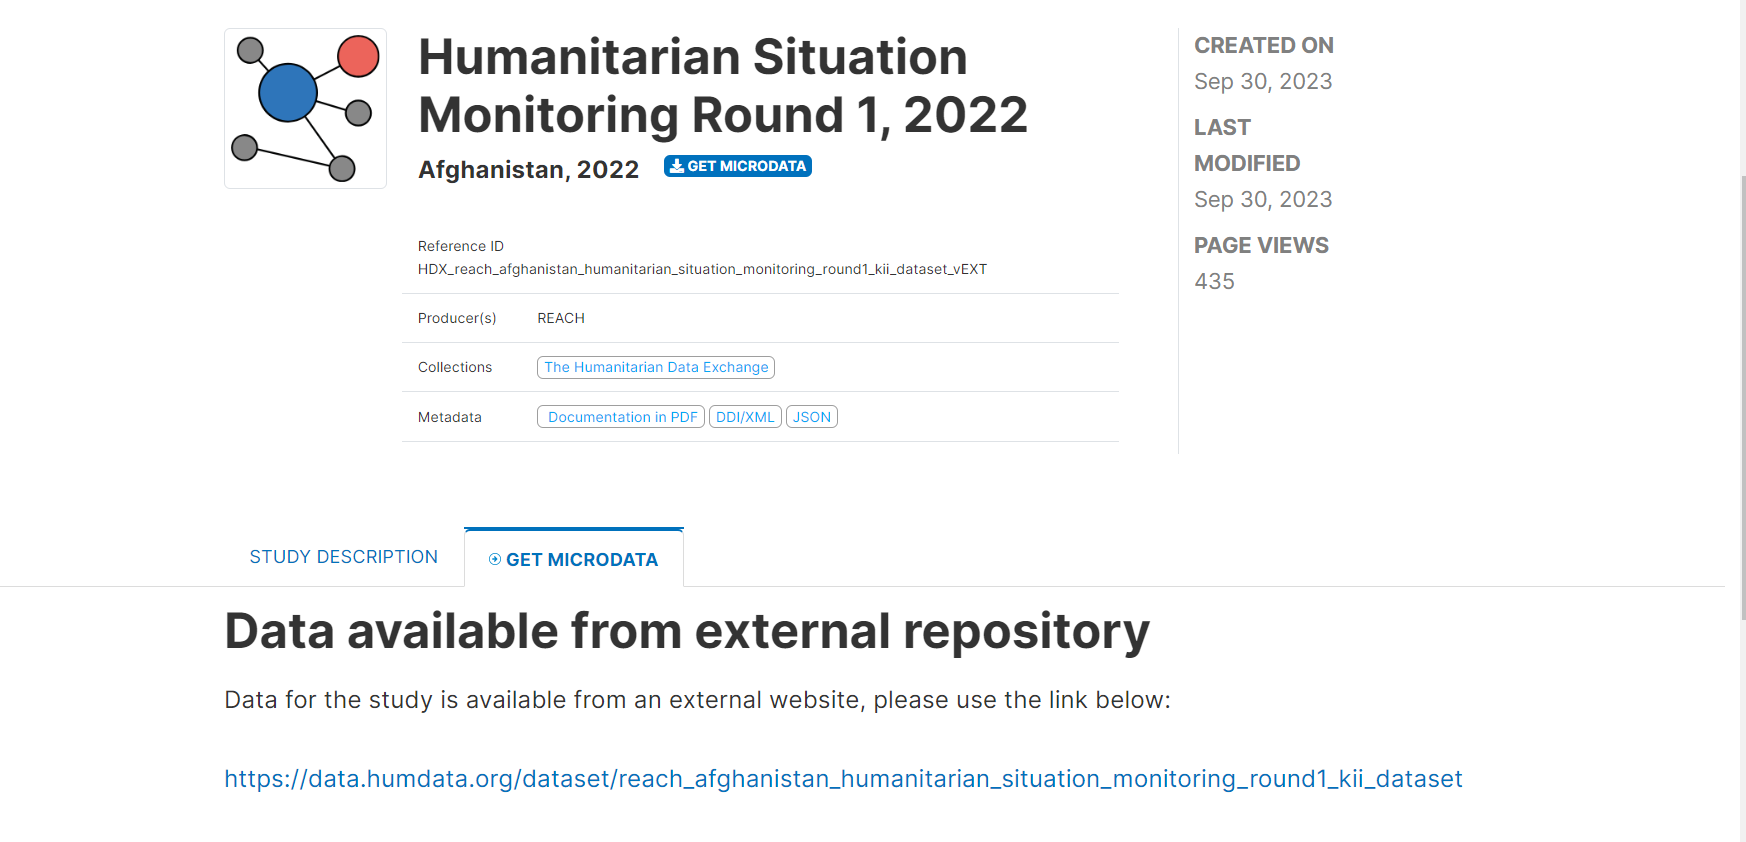 Humanitarian Situation
Monitoring Round 1, 2022
Afghanistan, 2022 GET MICRODATA
Reference ID
HDX_reach_afghanistan_humanitarian_situation_monitoring_round1_kii_dataset_vEXT
Producer(s) REACH
Collections The Humanitarian Data Exchange
Metadata Documentation in PDF DDI/XML JSON
CREATED ON
Sep 30, 2023
LAST
MODIFIED
Sep 30, 2023
PAGE VIEWS
435
STUDY DESCRIPTION GET MICRODATA
Data available from external repository
Data for the study is available from an external website, please use the link below:
https://data.humdata.org/dataset/reach_afghanistan_humanitarian_situation_monitoring_round1_kii_dataset